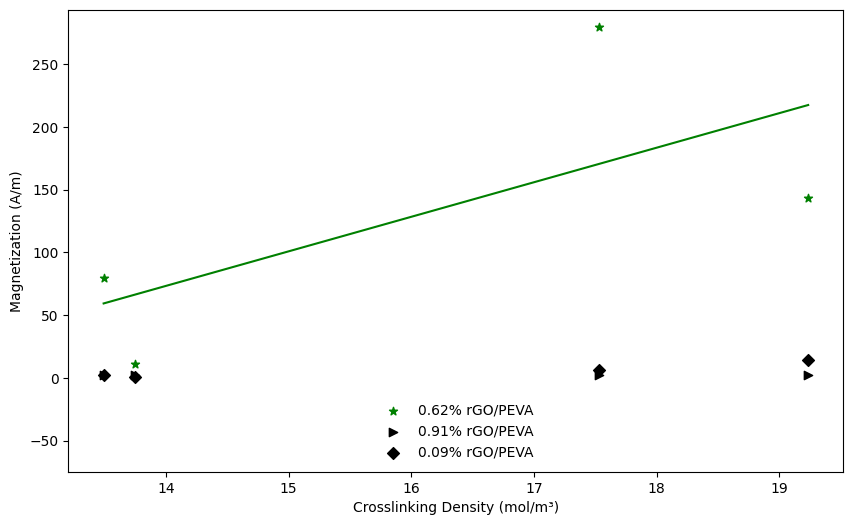 250
200
150
100
50
0
−50
Magnetization (A/m)
0.62% rGO/PEVA
0.91% rGO/PEVA
0.09% rGO/PEVA
14 15 16 17 18 19
Crosslinking Density (mol/m³)